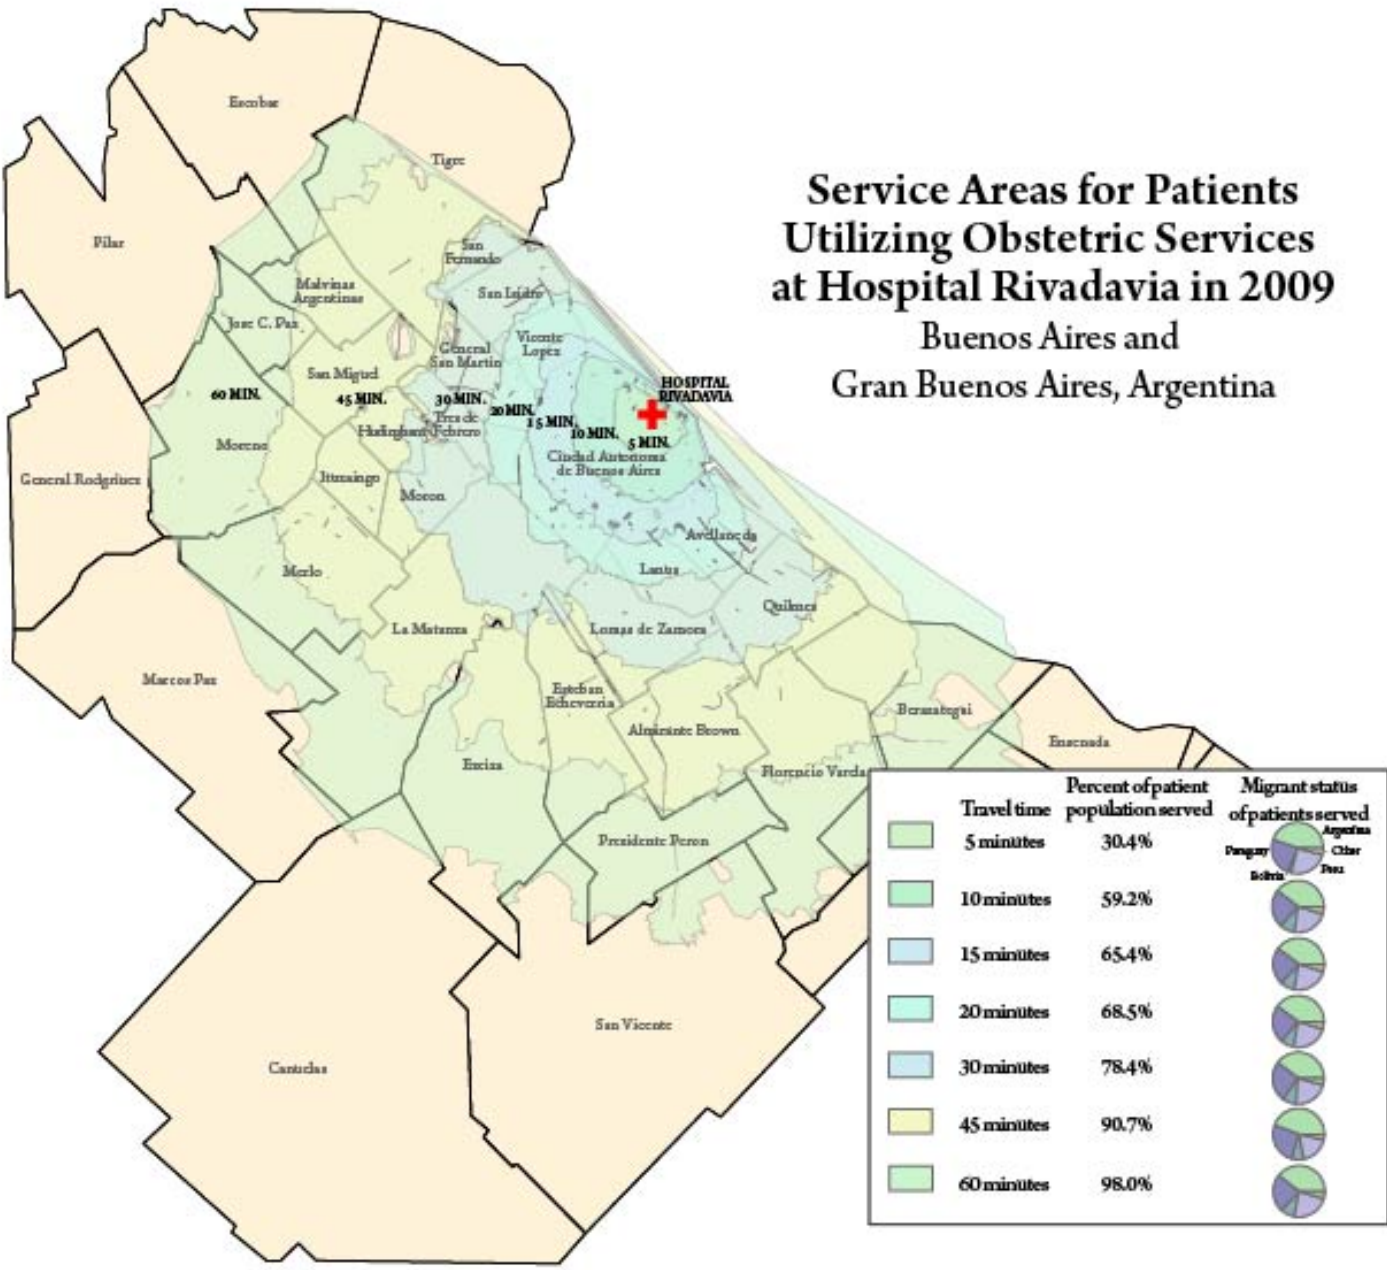 Service Areas for Patients
Utilizing Obstetric Services
at Hospital Rivadavia in 2009
Buenos Aires and
Gran Buenos Aires, Argentina
Escobar
Tigre
Pilar
San
Fernando
Malvinas
Argentinas
San Isidro
Jose C. Paz
Vicente
Lopez
General
San Martin
San Miguel
HOSPITAL
RIVADAVIA
60 MIN.
45 MIN.
30 MIN.
20 MIN.
15 MIN.
10 MIN.
5 MIN.
Tres de
Febrero
Hurlingham
Moreno
Ciudad Autonoma
de Buenos Aires
General Rodgriuez
Ituzaingo
Moron
Avellaneda
Merlo
Lanus
Quilmes
La Matanza
Lomas de Zamora
Marcos Paz
Esteban
Echeverria
Berazategui
Almirante Brown
Ensenada
Ezeiza
Florencio Varela
Presidente Peron
San Vicente
Canuelas
Travel time
Percent of patient
population served
Migrant status
of patients served
5 minutes 30.4%
Argentina
Paraguay
Other
Peru
Bolivia
10 minutes 59.2%
15 minutes 65.4%
20 minutes 68.5%
30 minutes 78.4%
45 minutes 90.7%
60 minutes 98.0%